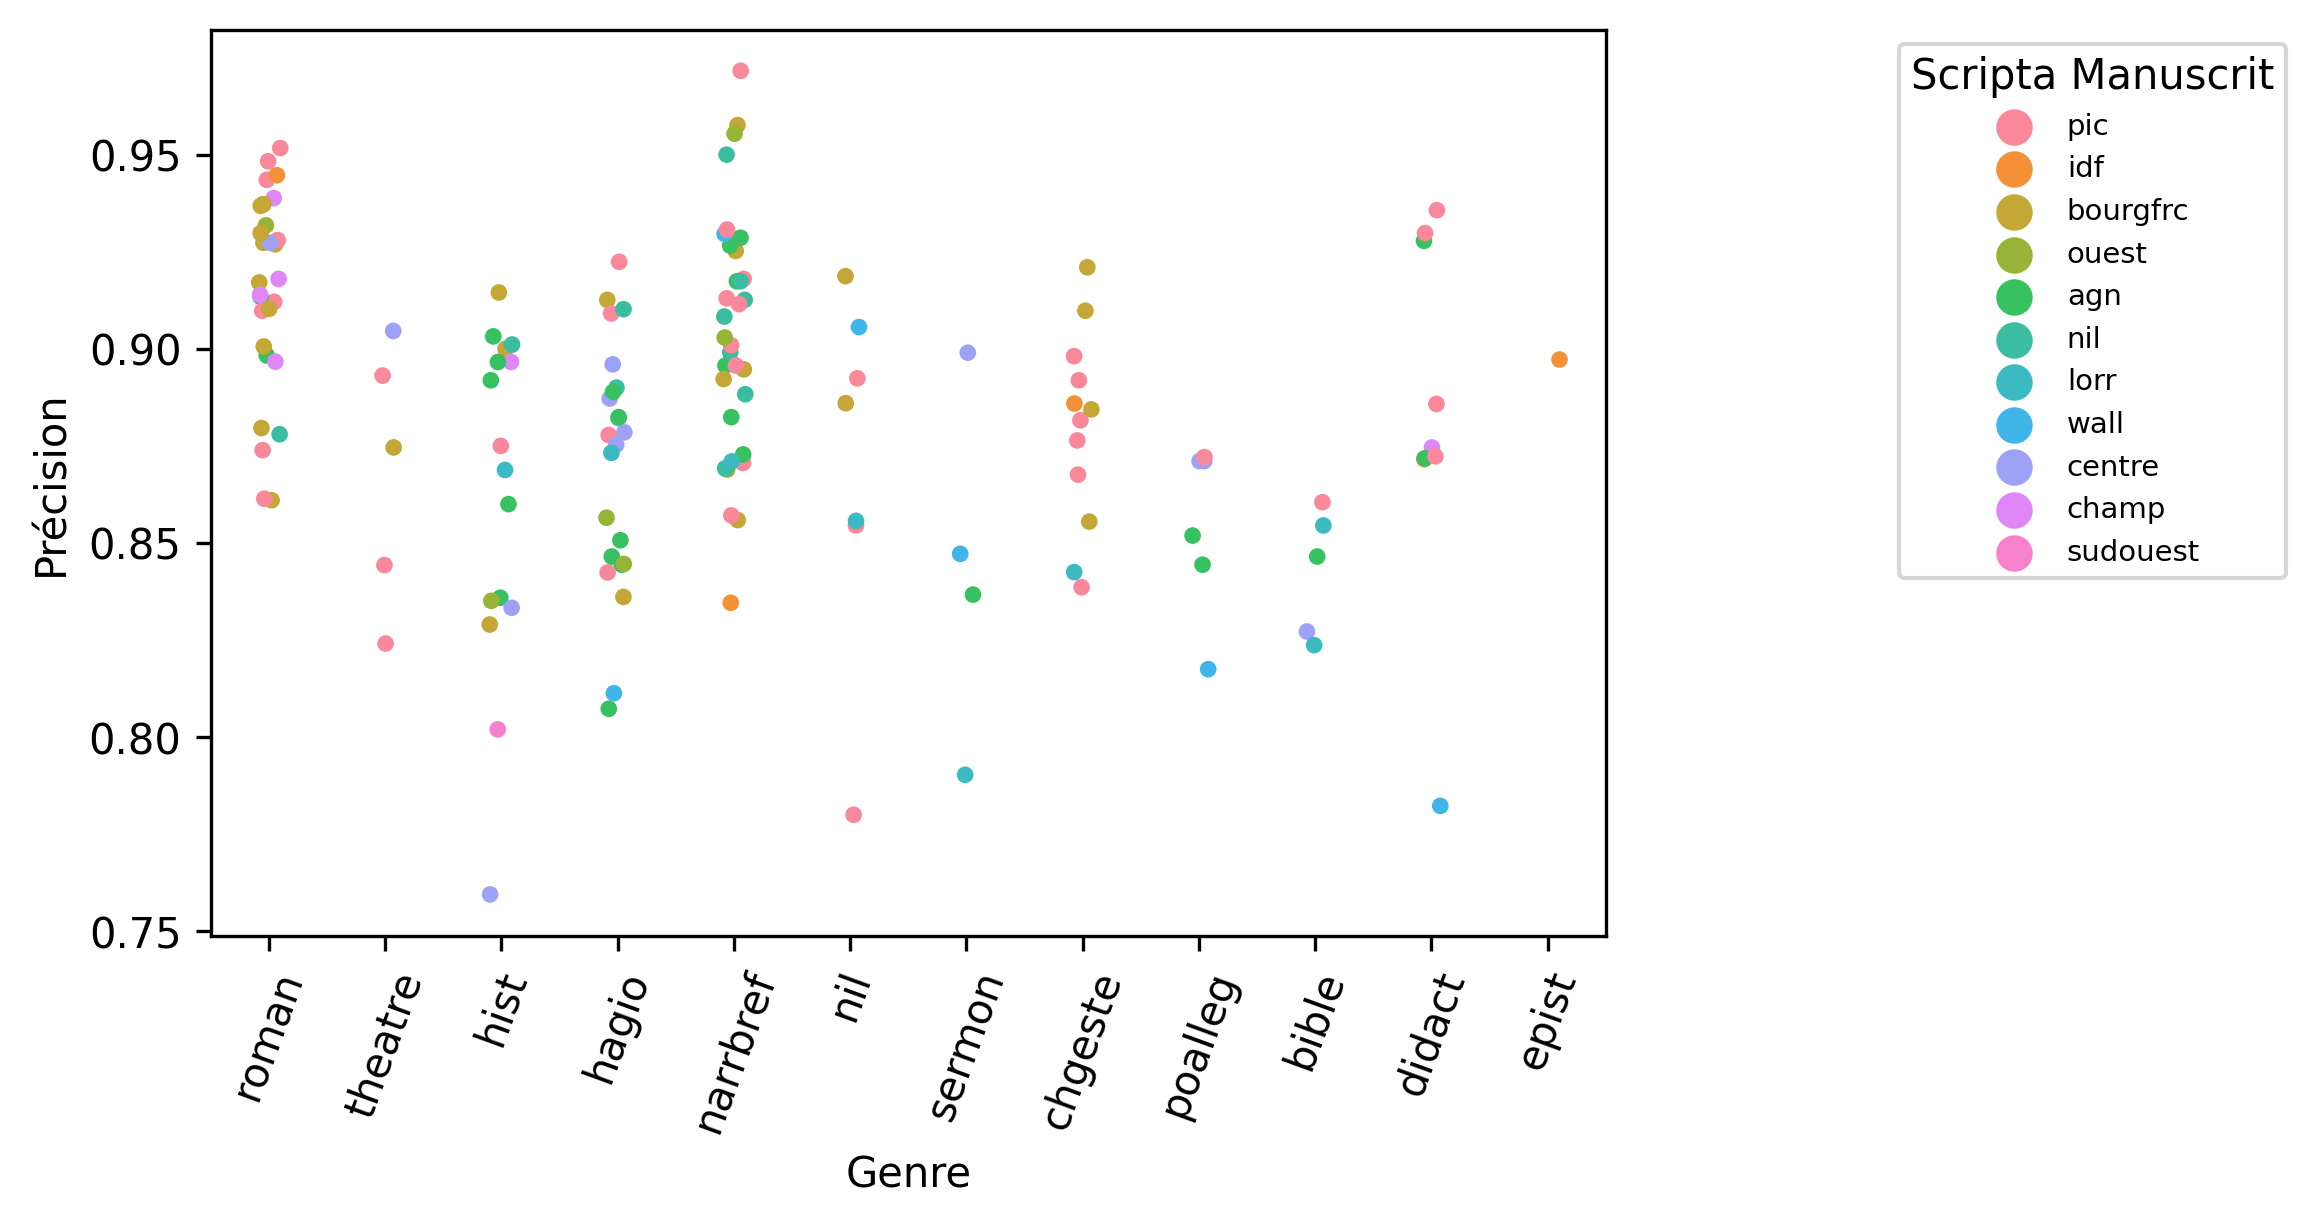 Précision
0.95
0.90
0.85
0.80
0.75
roman
theatre
hist
hagio
narrbref
nil
sermon
chgeste
poalleg
bible
didact
epist
Genre
Scripta Manuscrit
pic
idf
bourgfrc
ouest
agn
nil
lorr
wall
centre
champ
sudouest